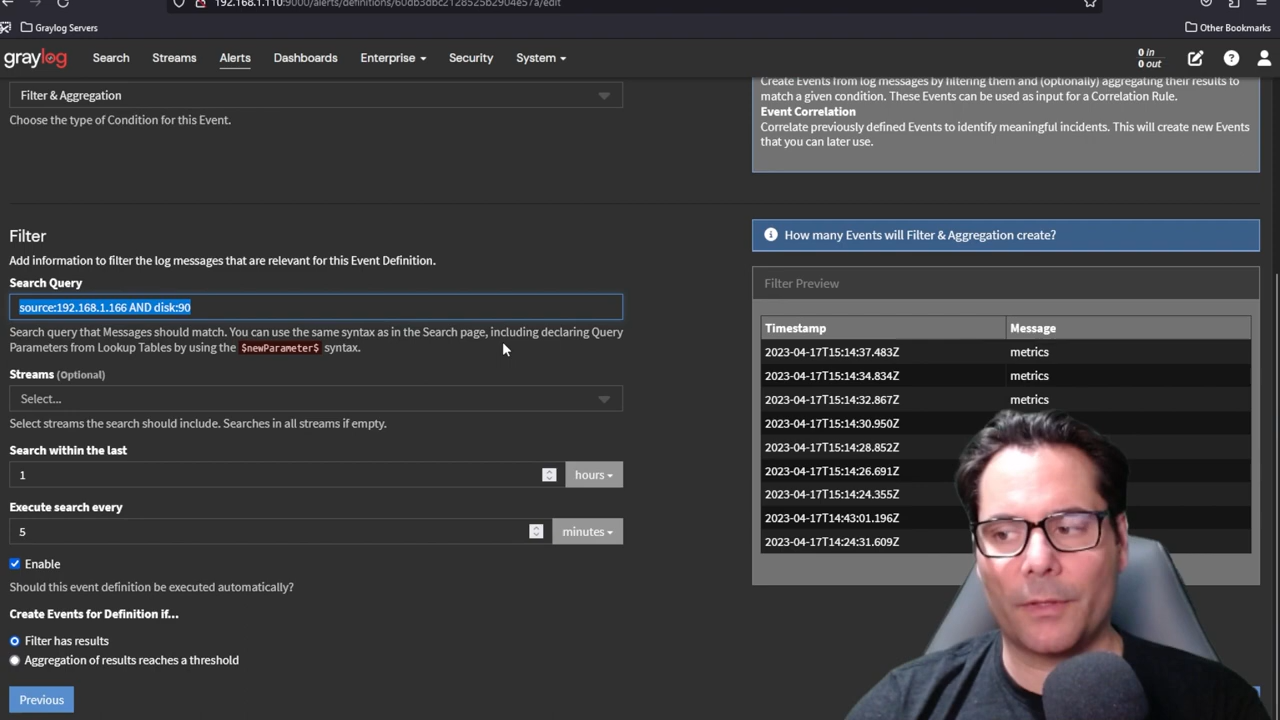 192.168.1.110:9000/alerts/definitions/60db3dbc2128525b2904e57a/edit
Graylog Servers
Other Bookmarks
graylog
Search
Streams
Alerts
Dashboards
Enterprise
Security
System
0 in
0 out
Filter & Aggregation
Choose the type of Condition for this Event.
Create Events from log messages by filtering them and (optionally) aggregating their results to
match a given condition. These Events can be used as input for a Correlation Rule.
Event Correlation
Correlate previously defined Events to identify meaningful incidents. This will create new Events
that you can later use.
Filter
Add information to filter the log messages that are relevant for this Event Definition.
Search Query
source:192.168.1.166 AND disk:90
Search query that Messages should match. You can use the same syntax as in the Search page, including declaring Query
Parameters from Lookup Tables by using the $newParameter$ syntax.
Streams (Optional)
Select...
Select streams the search should include. Searches in all streams if empty.
Search within the last
1
hours
Execute search every
5
minutes
Enable
Should this event definition be executed automatically?
Create Events for Definition if...
Filter has results
Aggregation of results reaches a threshold
Previous
How many Events will Filter & Aggregation create?
Filter Preview
Timestamp Message
2023-04-17T15:14:37.483Z metrics
2023-04-17T15:14:34.834Z metrics
2023-04-17T15:14:32.867Z metrics
2023-04-17T15:14:30.950Z
2023-04-17T15:14:28.852Z
2023-04-17T15:14:26.691Z
2023-04-17T15:14:24.355Z
2023-04-17T14:43:01.196Z
2023-04-17T14:24:31.609Z